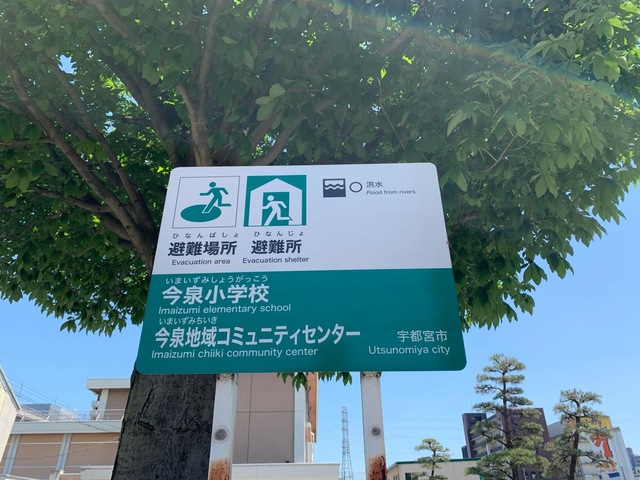 洪水
Flood from rivers
ひなんばしょ ひなんじょ
避難場所 避難所
Evacuation area Evacuation shelter
いまいずみしょうがっこう
今泉小学校
Imaizumi elementary school
いまいずみちいき
今泉地域コミュニティセンター
Imaizumi chiiki community center
宇都宮市
Utsunomiya city